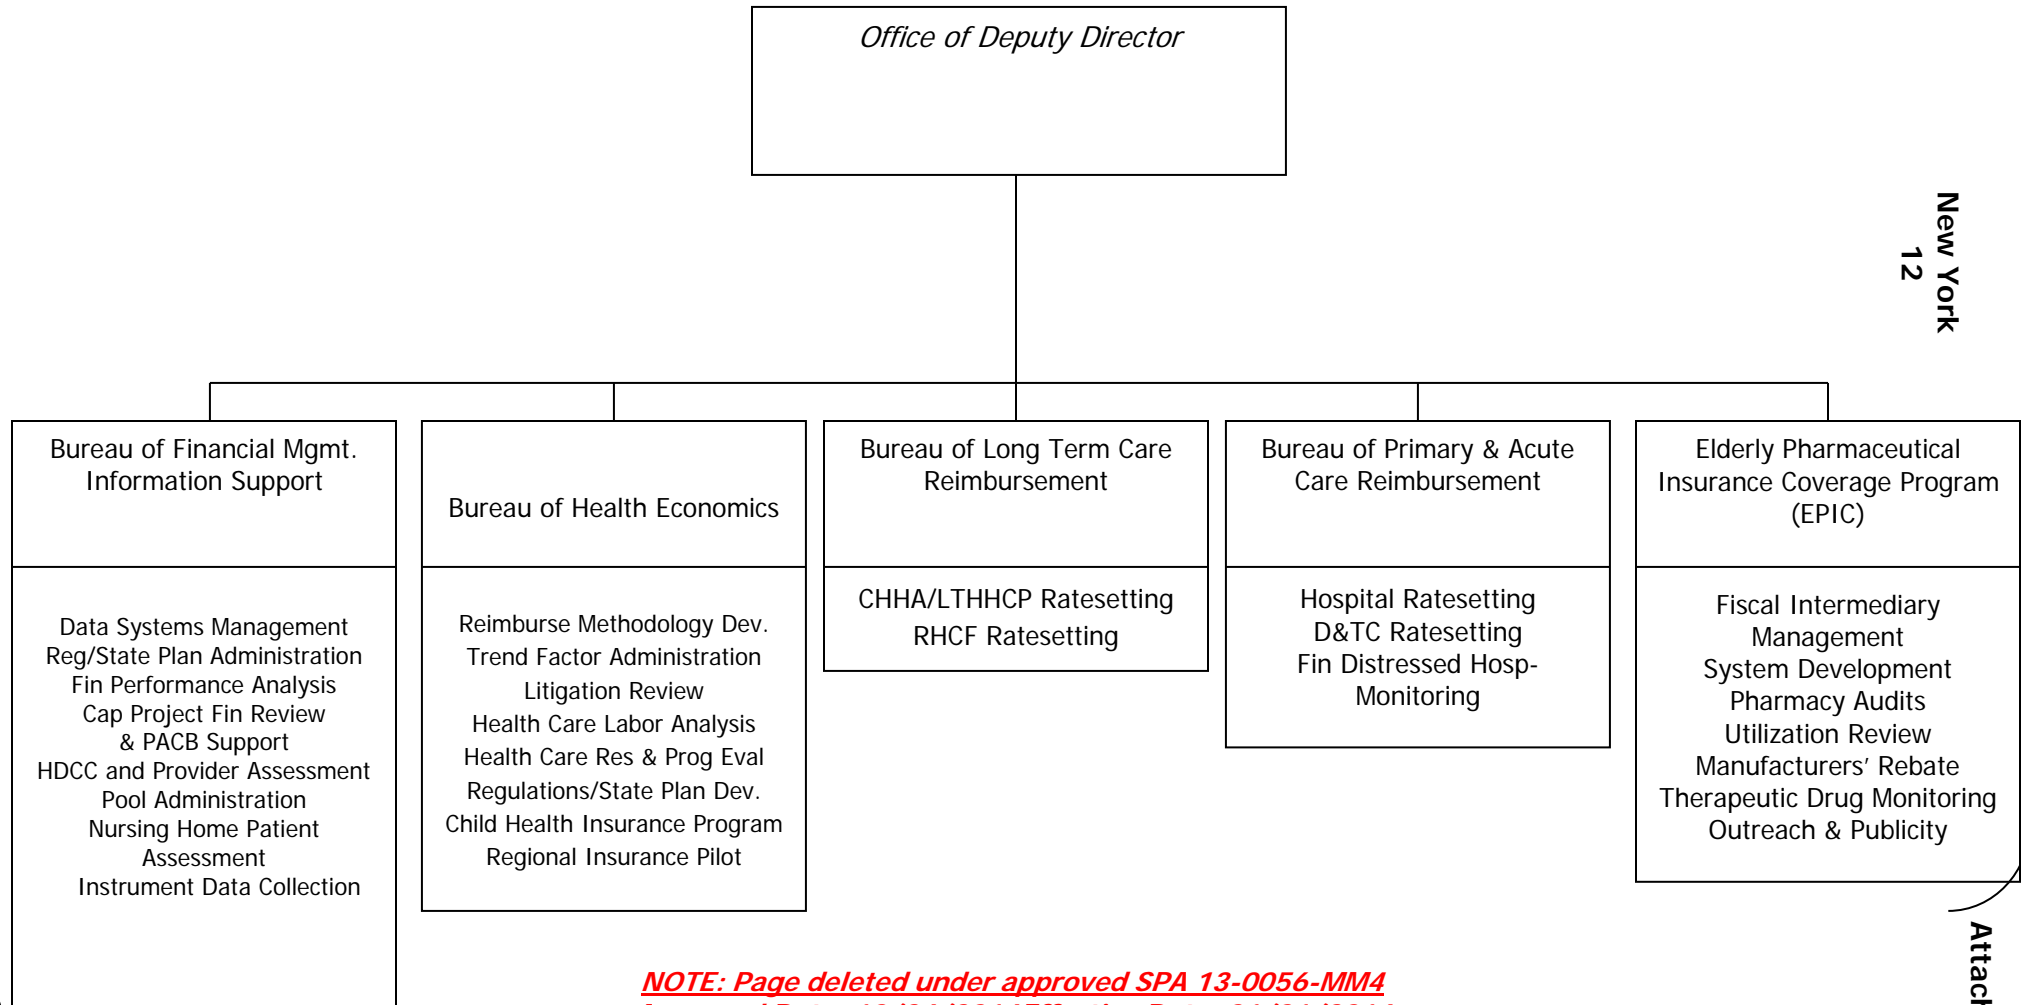 Office of Deputy Director
New York
12
Bureau of Financial Mgmt.
Information Support
Data Systems Management
Reg/State Plan Administration
Fin Performance Analysis
Cap Project Fin Review
& PACB Support
HDCC and Provider Assessment
Pool Administration
Nursing Home Patient
Assessment
Instrument Data Collection
Bureau of Health Economics
Reimburse Methodology Dev.
Trend Factor Administration
Litigation Review
Health Care Labor Analysis
Health Care Res & Prog Eval
Regulations/State Plan Dev.
Child Health Insurance Program
Regional Insurance Pilot
Bureau of Long Term Care
Reimbursement
CHHA/LTHHCP Ratesetting
RHCF Ratesetting
Bureau of Primary & Acute
Care Reimbursement
Hospital Ratesetting
D&TC Ratesetting
Fin Distressed Hosp-
Monitoring
Elderly Pharmaceutical
Insurance Coverage Program
(EPIC)
Fiscal Intermediary
Management
System Development
Pharmacy Audits
Utilization Review
Manufacturers’ Rebate
Therapeutic Drug Monitoring
Outreach & Publicity
Attach
NOTE: Page deleted under approved SPA 13-0056-MM4